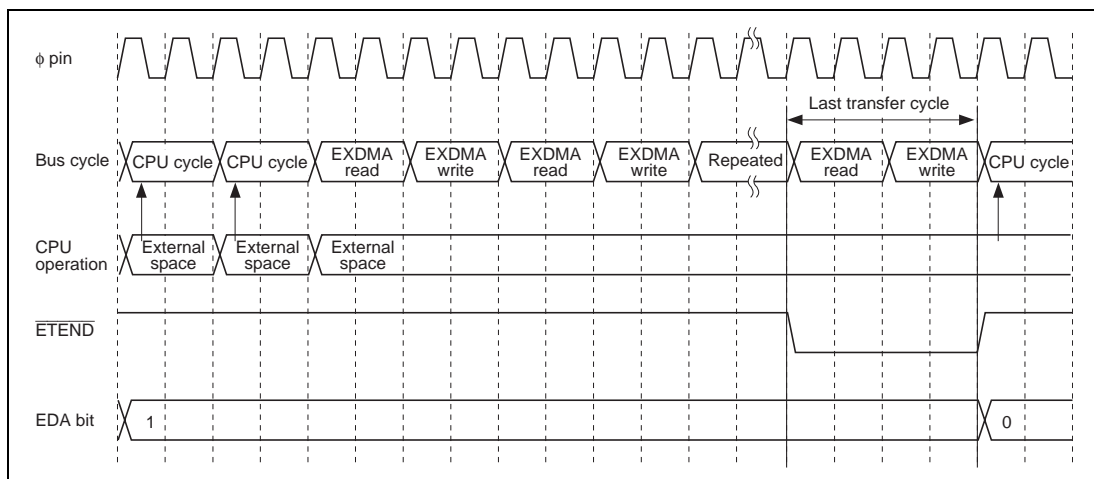 φ pin
Last transfer cycle
Bus cycle
CPU cycle
CPU cycle
EXDMA
read
EXDMA
write
EXDMA
read
EXDMA
write
Repeated
EXDMA
read
EXDMA
write
CPU cycle
CPU
operation
External
space
External
space
External
space
ETEND
EDA bit
1
0